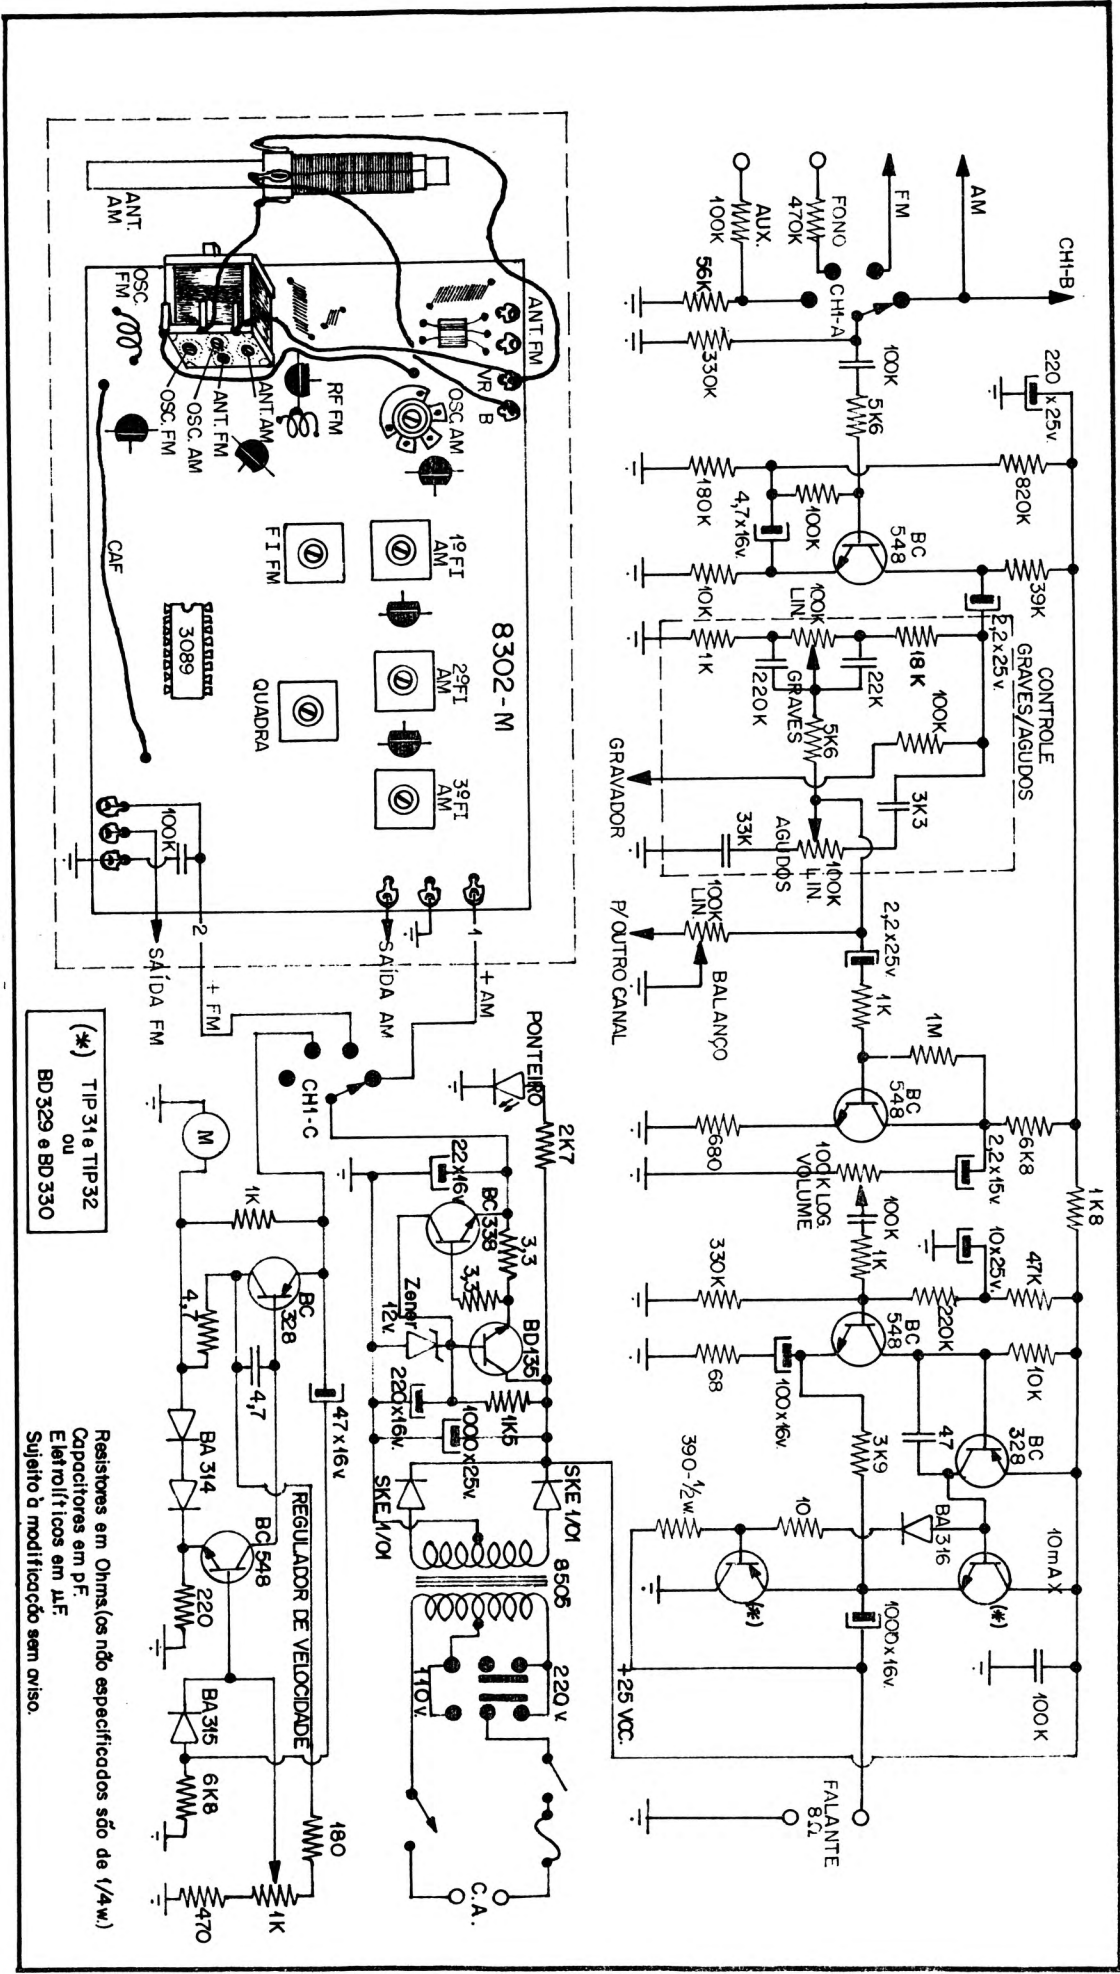 CH1-B
AM
FM
FONO
470K
AUX.
100K
56K
CH1-A
330K
100K
5K6
220
x25v.
180K
4,7x16v.
100K
820K
BC
548
10K
39K
2,2x25v.
CONTROLE
GRAVES/AGUDOS
1K
100K
LIN.
18K
220K
22K
GRAVES
5K6
100K
3K3
GRAVADOR
33K
AGUDOS
100K
LIN.
P/OUTRO CANAL
100K
LIN.
BALANÇO
2,2x25v.
1K
1M
BC
548
680
6K8
100K LOG.
VOLUME
2,2x15v.
1K8
100K
1K
10x25v.
330K
47K
220K
BC
548
68
100x16v.
10K
3K9
47
BC
328
390-1/2w.
10
BA316
10mAX
(*)
(*)
1000x16v.
100K
+25 VCC.
FALANTE
8Ω
ANT.
AM
OSC.
FM
ANT. FM
VR
B
OSC. AM
RF FM
ANT. AM
ANT. FM
OSC. AM
OSC. FM
CAF
1º FI
AM
FI FM
3089
8302-M
2º FI
AM
QUADRA
3º FI
AM
100K
1
2
SAÍDA AM
SAÍDA FM
+ AM
+ FM
CH1-C
PONTEIRO
2K7
22x16v.
BC 338
3,3
3,3
Zener
12v.
BD135
220x16v.
1K5
1000x25v.
SKE 1/01
SKE 1/01
8505
110v.
220v.
C.A.
M
1K
BC
328
4,7
4,7
47x16v.
BA 314
BC 548
REGULADOR DE VELOCIDADE
220
BA315
6K8
180
1K
470
(*) TIP 31 e TIP 32
ou
BD 329 e BD 330
Resistores em Ohms.(os não especificados são de 1/4w.)
Capacitores em pF.
Eletrolíticos em µF.
Sujeito à modificação sem aviso.